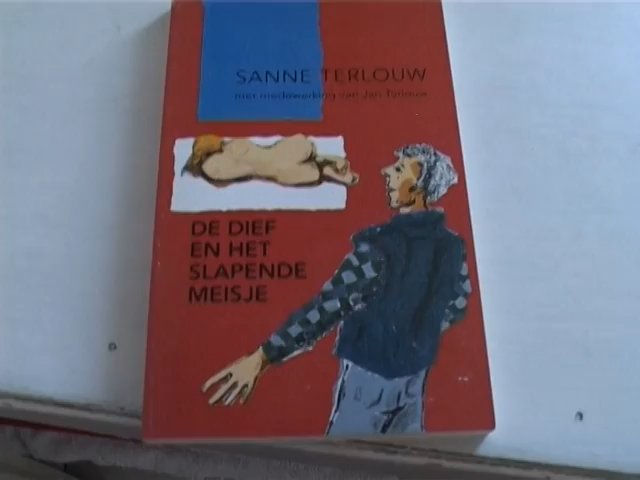 SANNE TERLOUW
met medewerking van Jan Terlouw
DE DIEF
EN HET
SLAPENDE
MEISJE